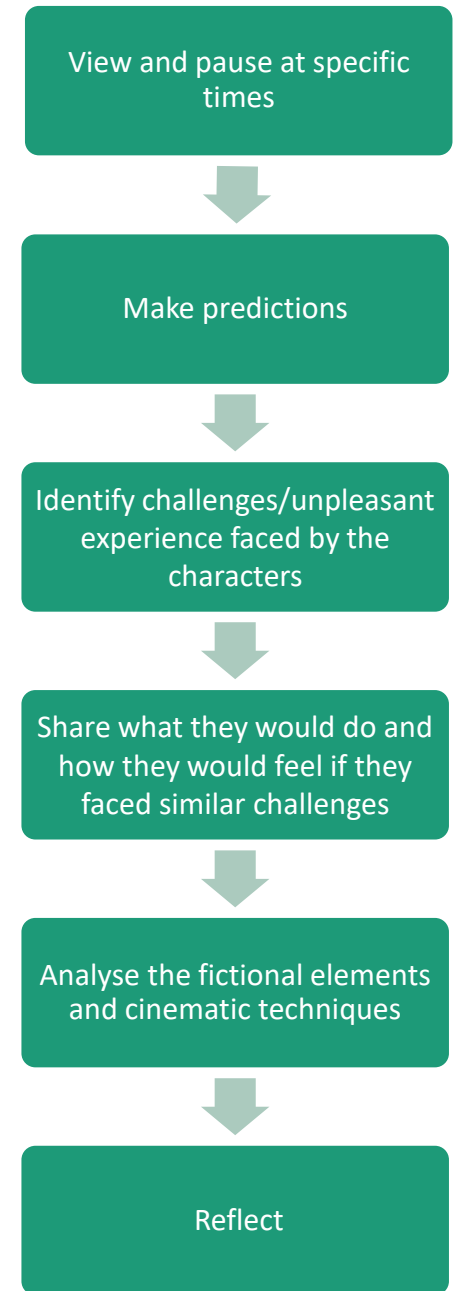 View and pause at specific
times
Make predictions
Identify challenges/unpleasant
experience faced by the
characters
Share what they would do and
how they would feel if they
faced similar challenges
Analyse the fictional elements
and cinematic techniques
Reflect